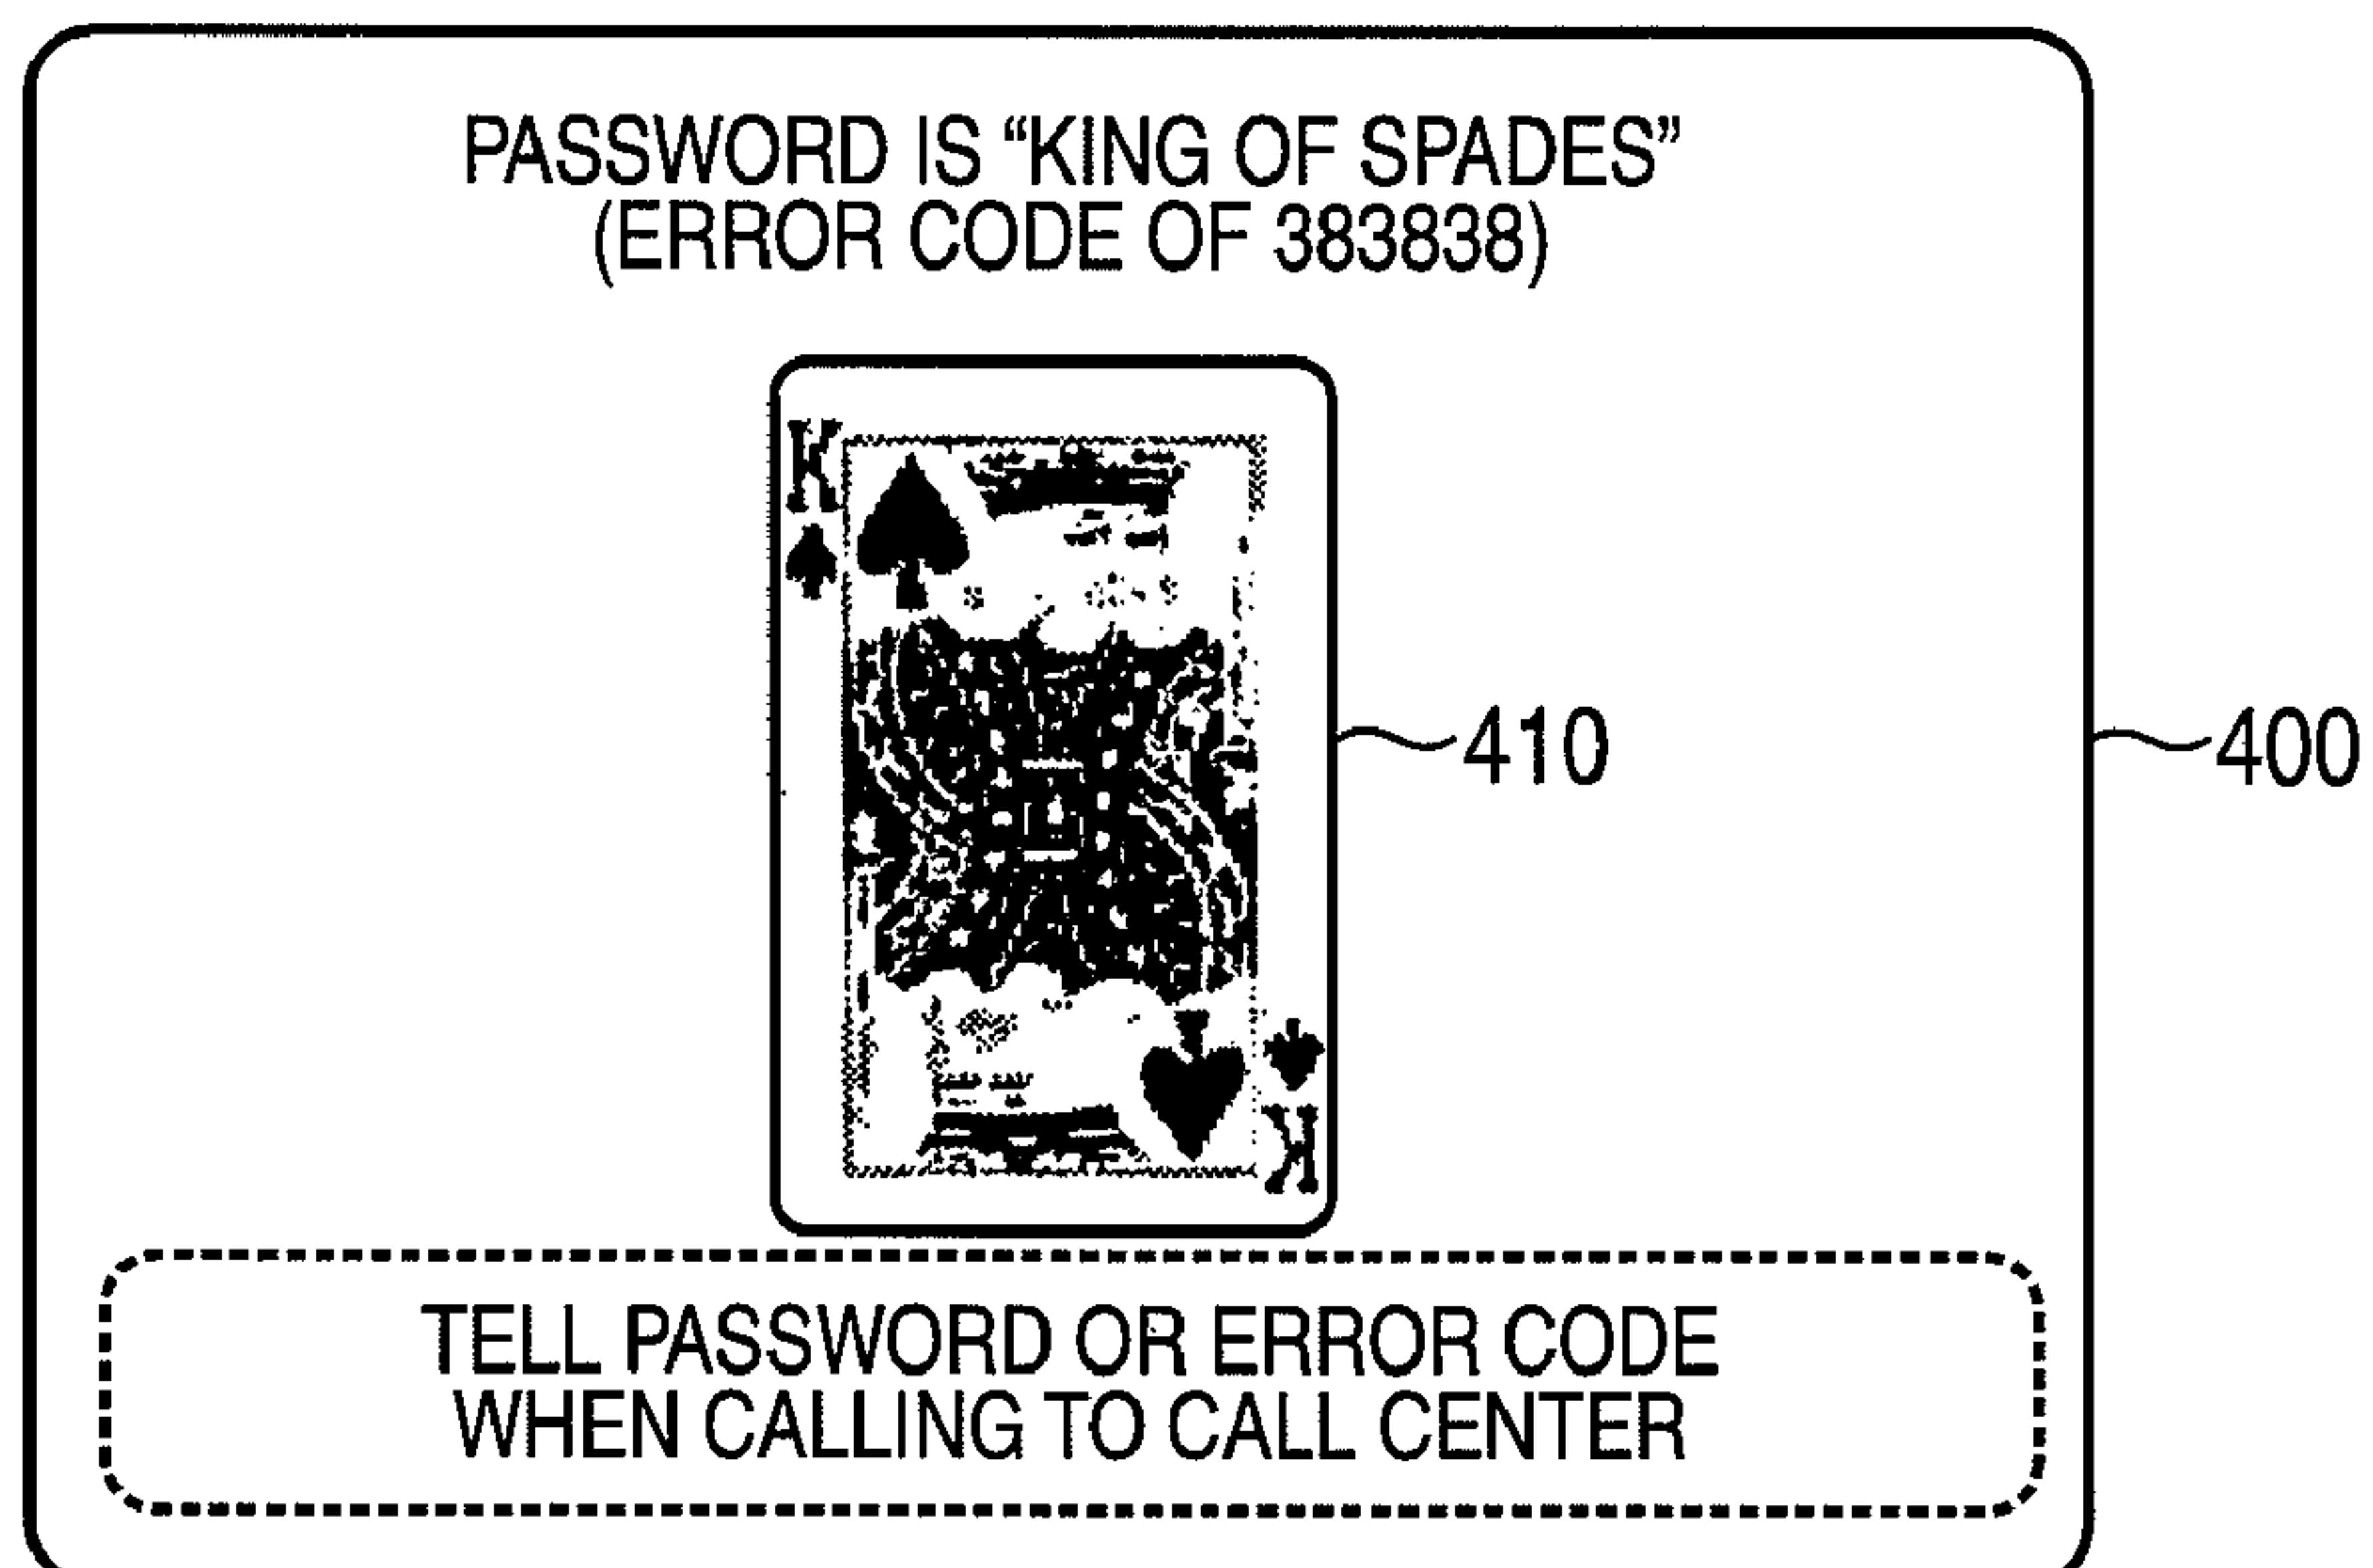 PASSWORD IS “KING OF SPADES”
(ERROR CODE OF 383838)
K
410
400
K
TELL PASSWORD OR ERROR CODE
WHEN CALLING TO CALL CENTER